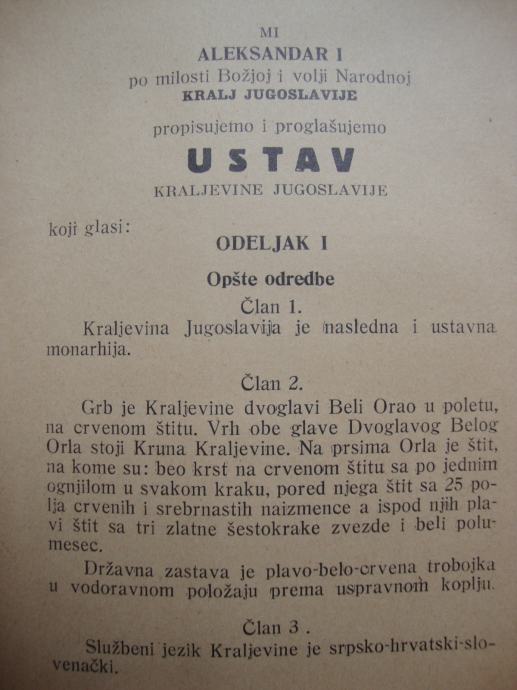 MI
ALEKSANDAR I
po milosti Božjoj i volji Narodnoj
KRALJ JUGOSLAVIJE
propisujemo i proglašujemo
USTAV
KRALJEVINE JUGOSLAVIJE
koji glasi:
ODELJAK I
Opšte odredbe
Član 1.
Kraljevina Jugoslavija je nasledna i ustavna
monarhija.
Član 2.
Grb je Kraljevine dvoglavi Beli Orao u poletu,
na crvenom štitu. Vrh obe glave Dvoglavog Belog
Orla stoji Kruna Kraljevine. Na prsima Orla je štit,
na kome su: beo krst na crvenom štitu sa po jednim
ognjilom u svakom kraku, pored njega štit sa 25 po-
lja crvenih i srebrnastih naizmence a ispod njih pla-
vi štit sa tri zlatne šestokrake zvezde i beli polu-
mesec.
Državna zastava je plavo-belo-crvena trobojka
u vodoravnom položaju prema uspravnom koplju.
Član 3 .
Službeni jezik Kraljevine je srpsko-hrvatski-slo-
venački.